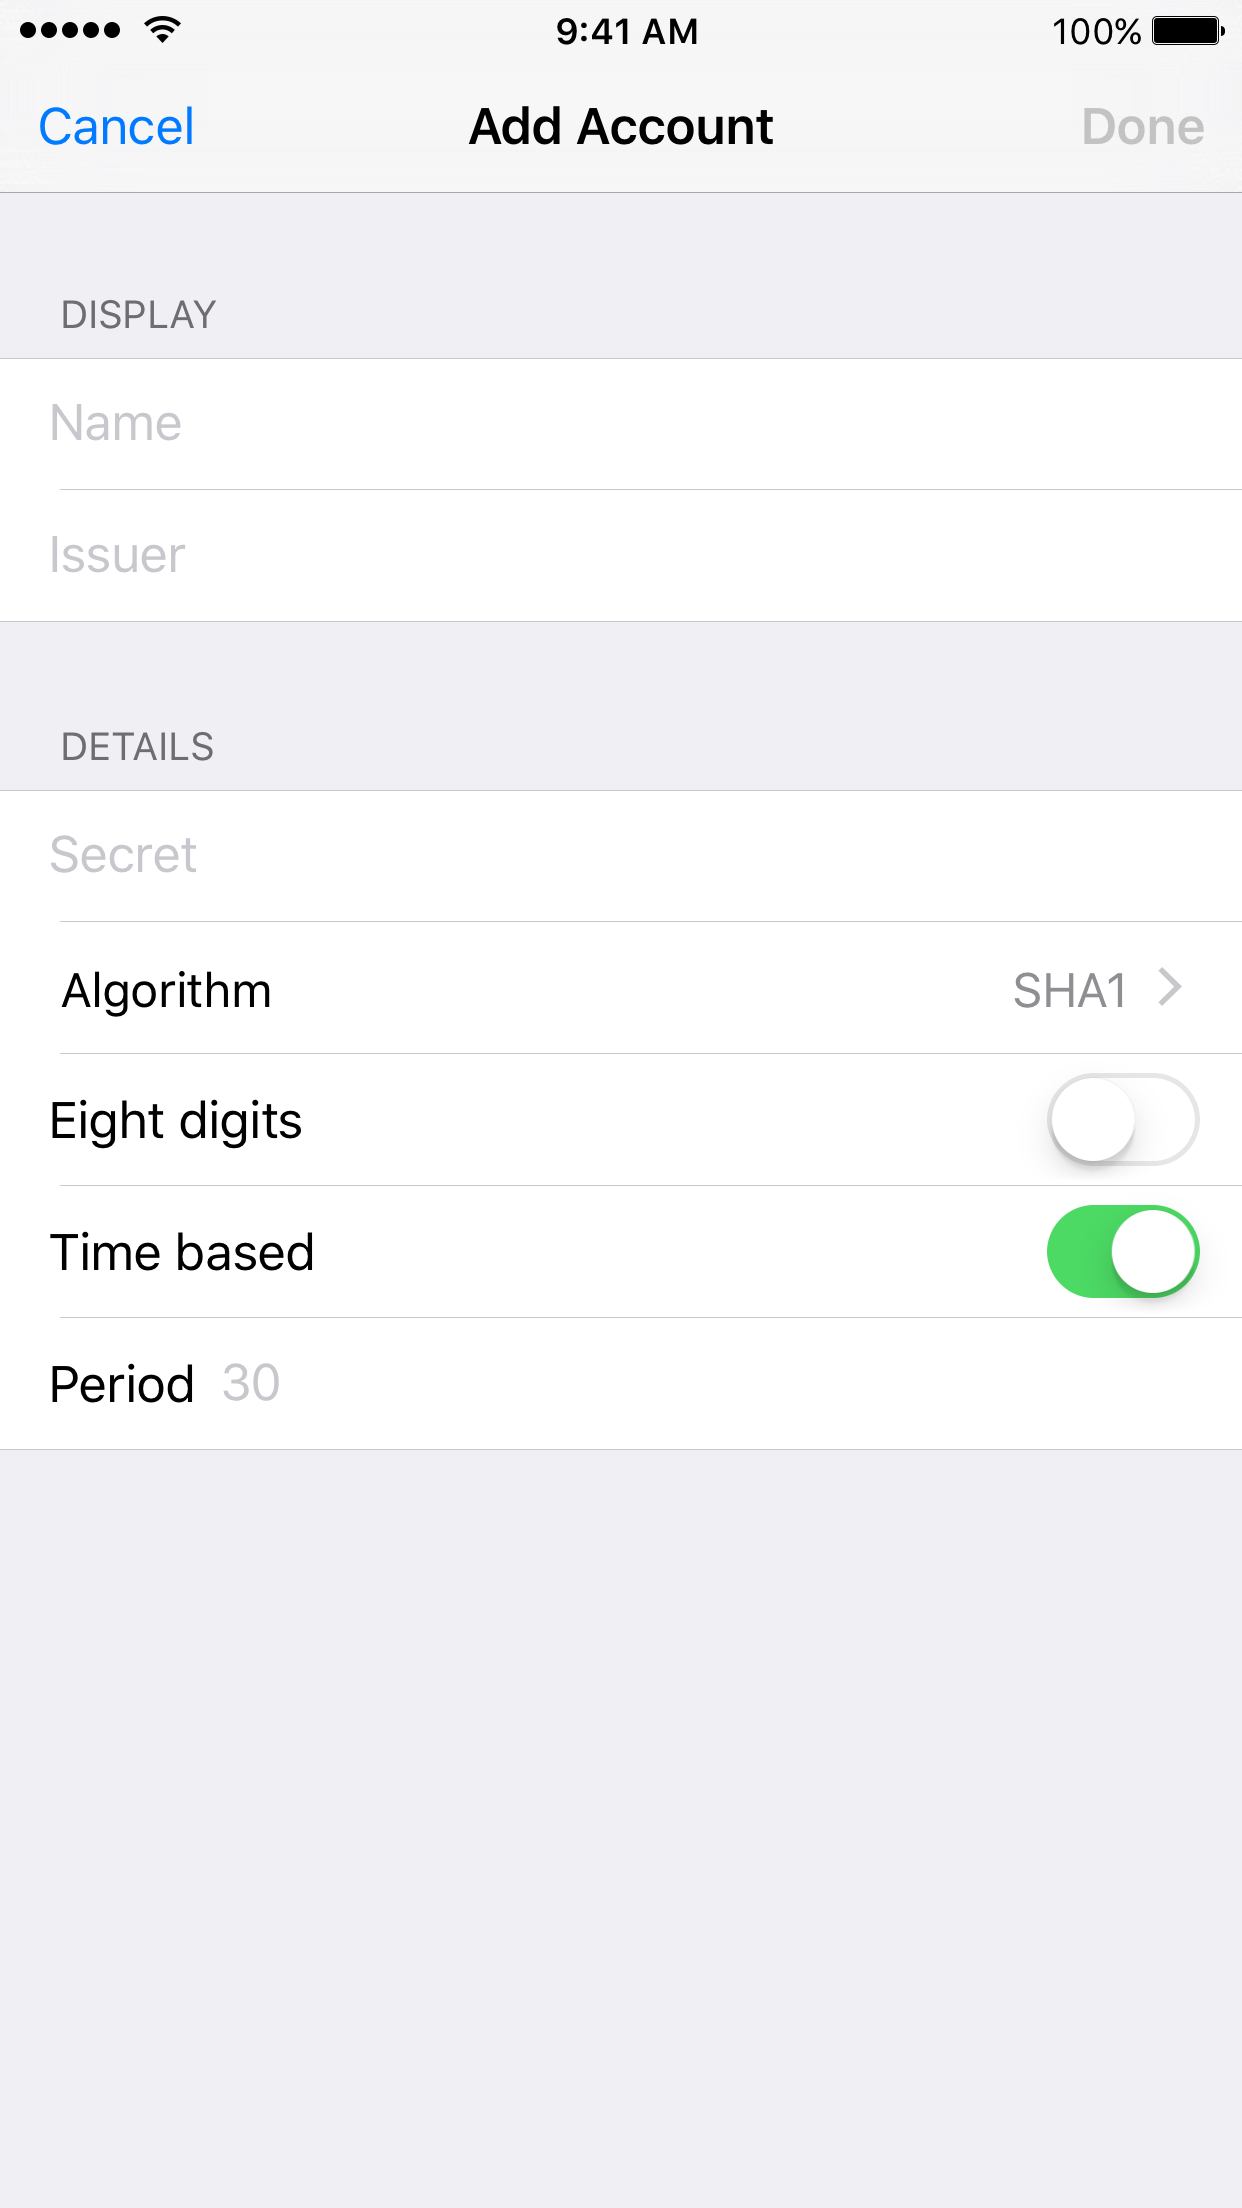 9:41 AM 100%
Cancel Add Account Done
DISPLAY
Name
Issuer
DETAILS
Secret
Algorithm SHA1
Eight digits
Time based
Period 30